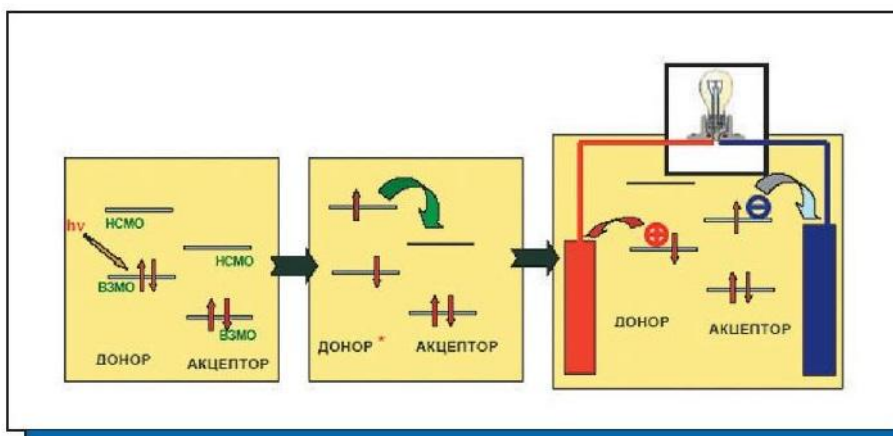 НСМО
hν
ВЗМО
НСМО
ВЗМО
ДОНОР
АКЦЕПТОР
ДОНОР *
АКЦЕПТОР
⊕
⊖
ДОНОР
АКЦЕПТОР